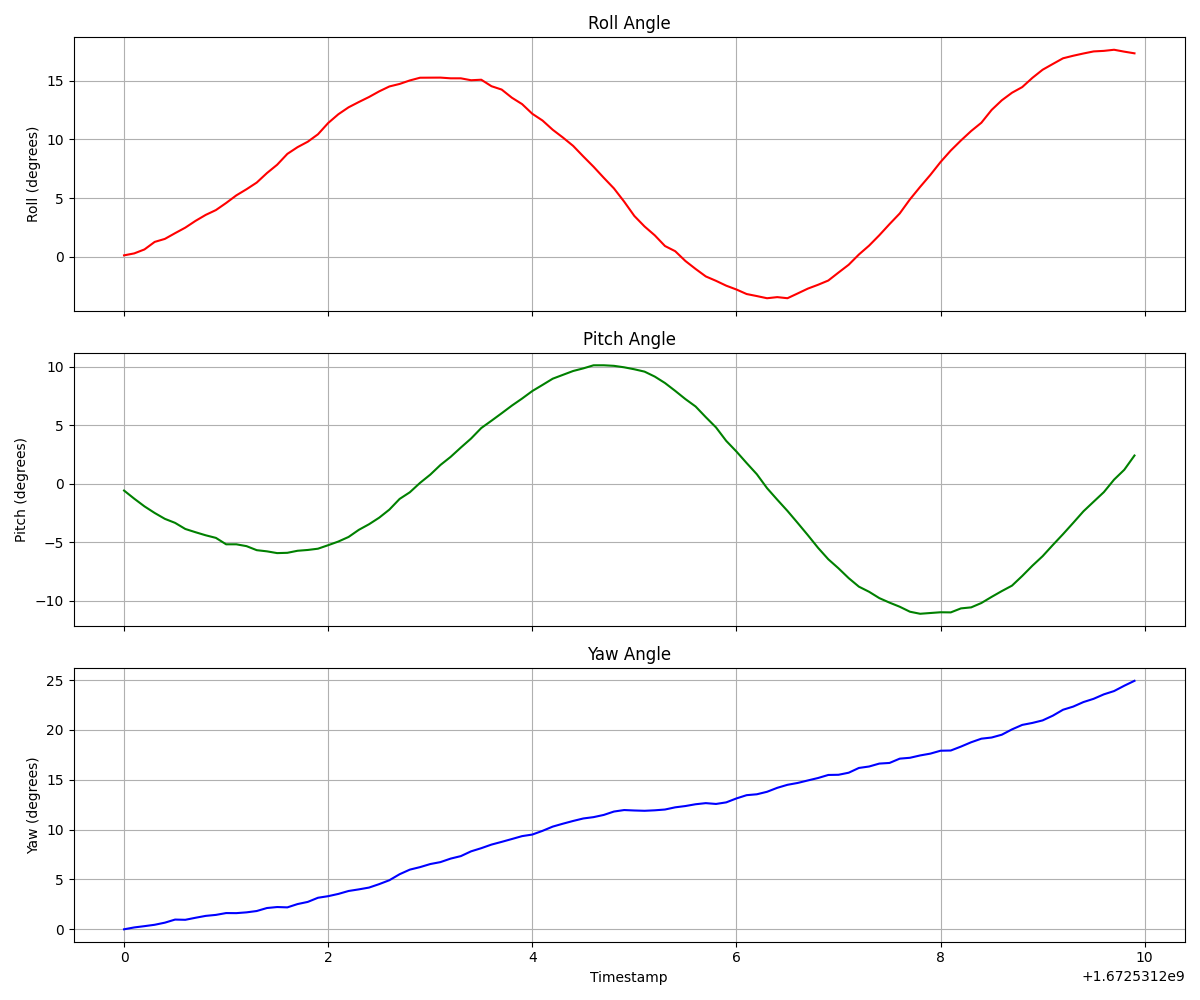 Roll Angle
Roll (degrees)
15
10
5
0
Pitch Angle
Pitch (degrees)
10
5
0
−5
−10
Yaw Angle
Yaw (degrees)
25
20
15
10
5
0
0 2 4 6 8 10
Timestamp
+1.6725312e9